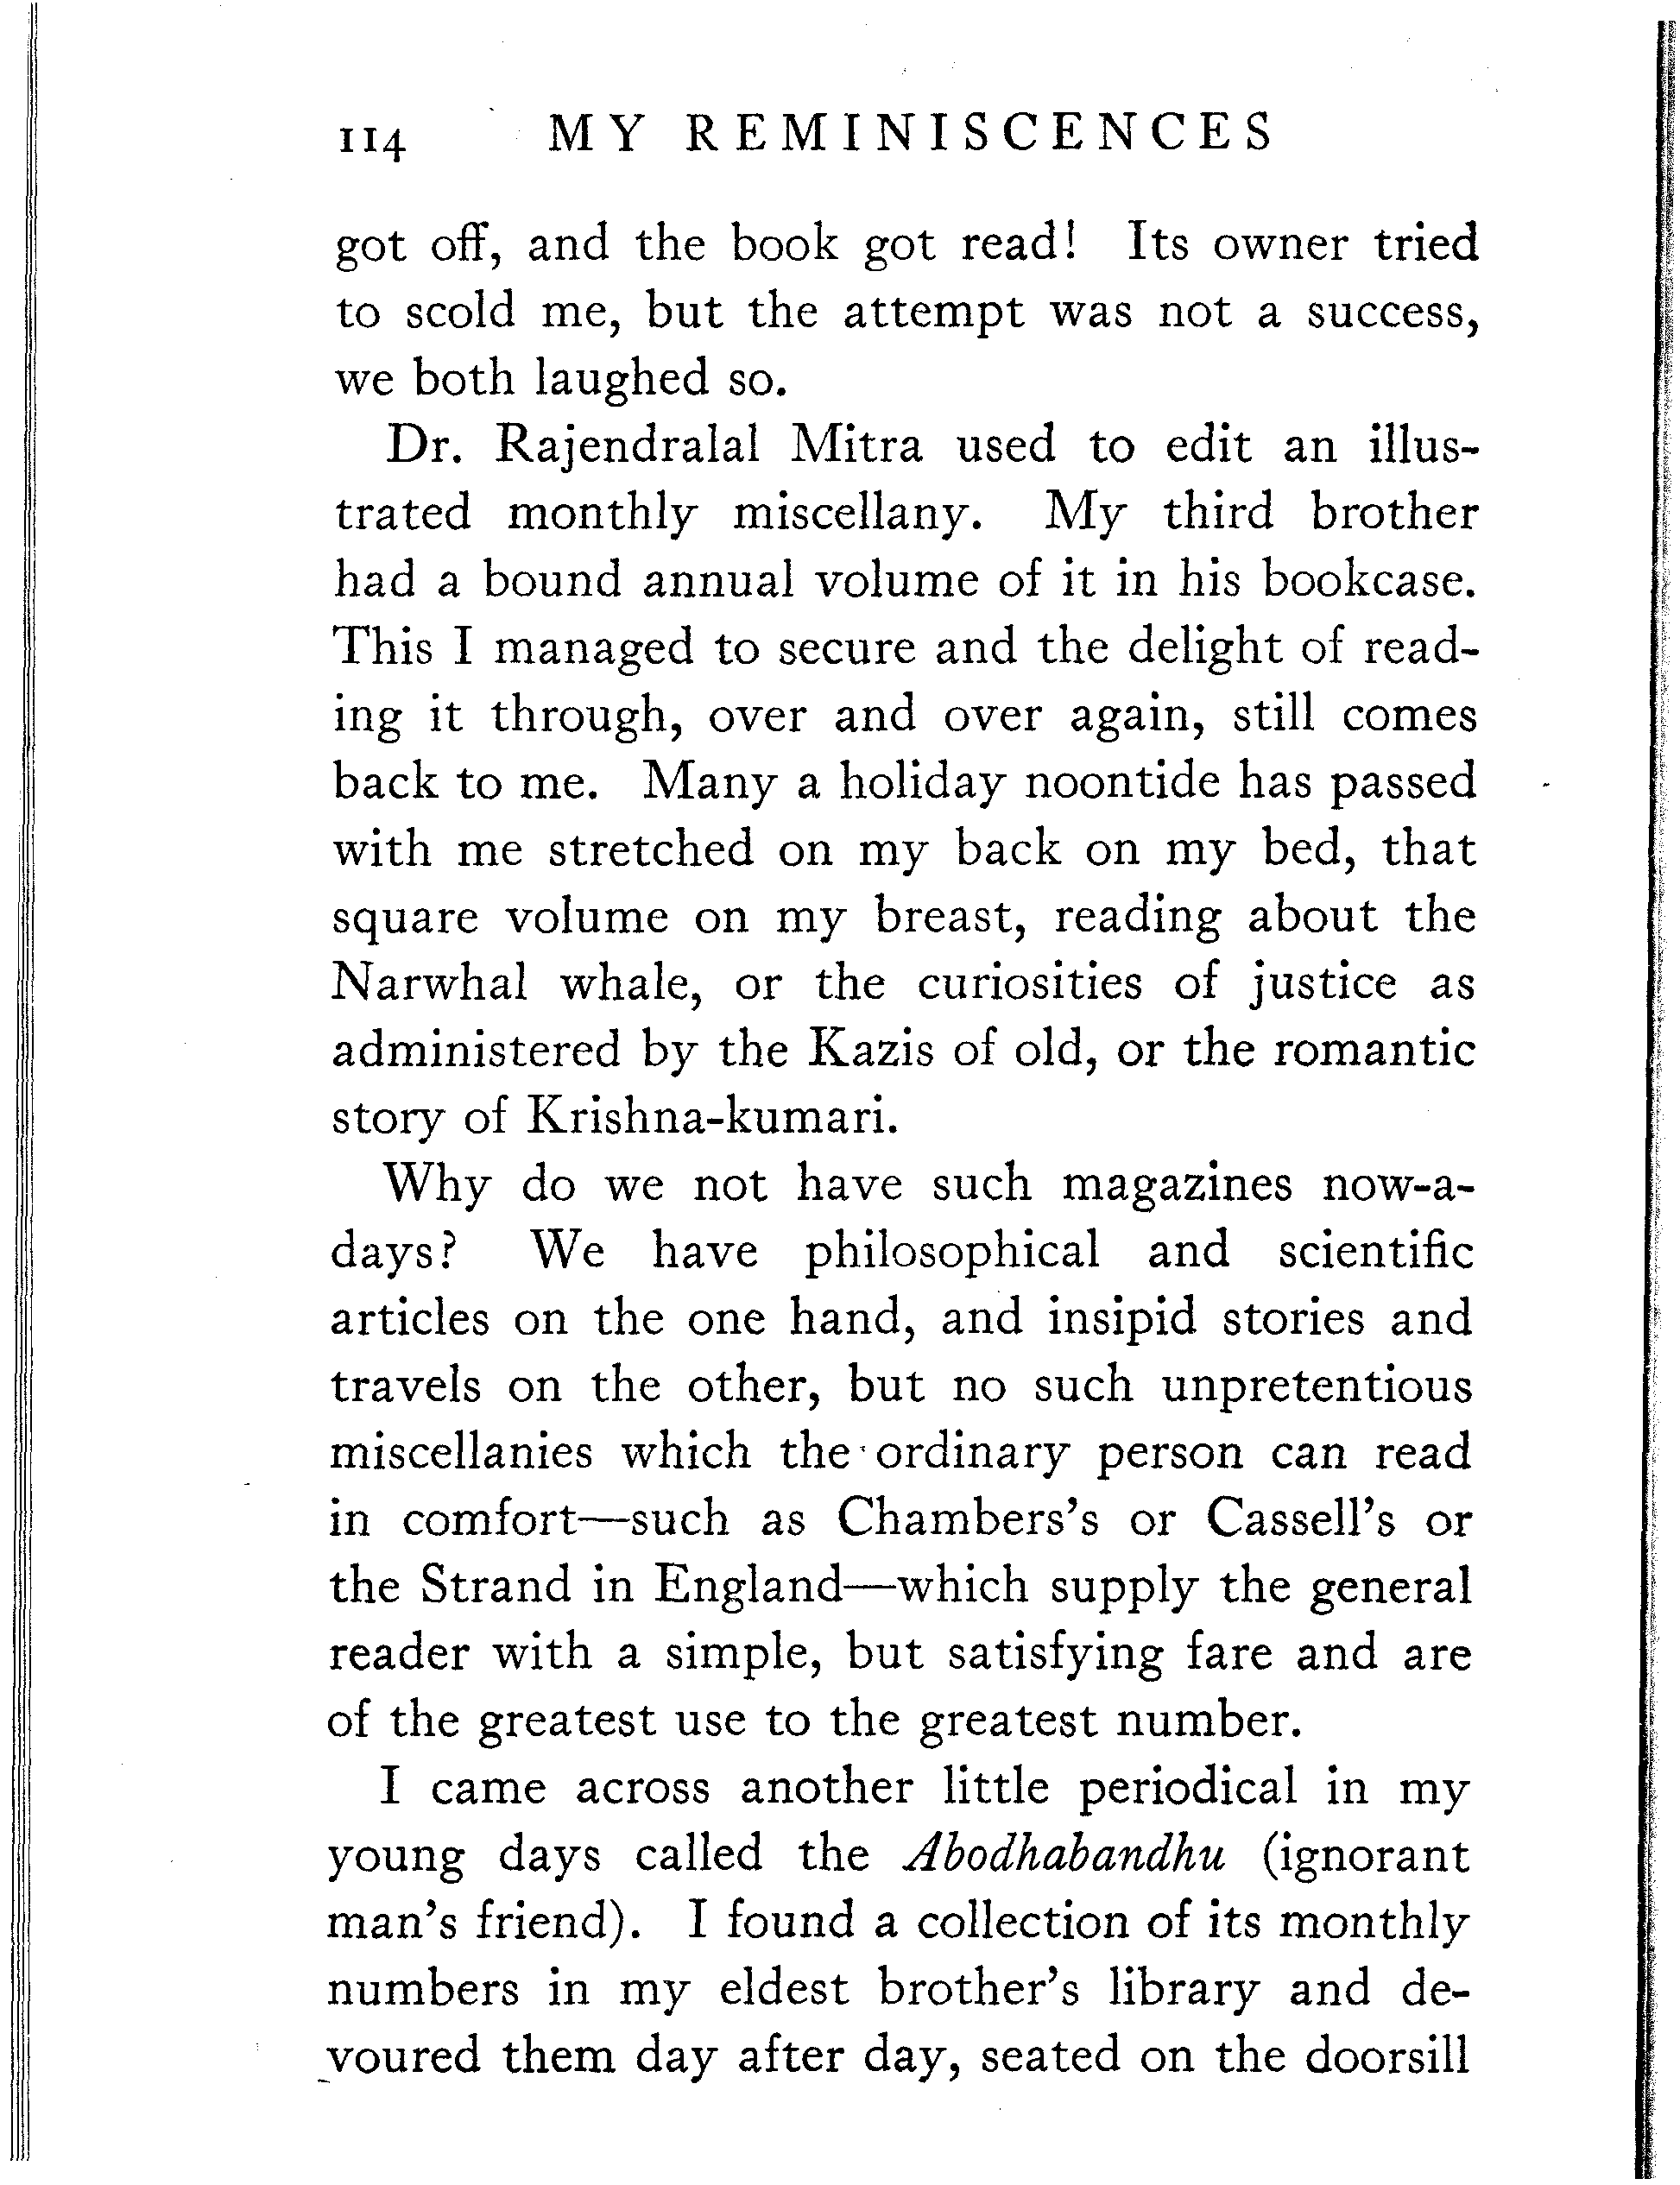 114 MY REMINISCENCES
got off, and the book got read! Its owner tried
to scold me, but the attempt was not a success,
we both laughed so.
Dr. Rajendralal Mitra used to edit an illus-
trated monthly miscellany. My third brother
had a bound annual volume of it in his bookcase.
This I managed to secure and the delight of read-
ing it through, over and over again, still comes
back to me. Many a holiday noontide has passed
with me stretched on my back on my bed, that
square volume on my breast, reading about the
Narwhal whale, or the curiosities of justice as
administered by the Kazis of old, or the romantic
story of Krishna-kumari.
Why do we not have such magazines now-a-
days? We have philosophical and scientific
articles on the one hand, and insipid stories and
travels on the other, but no such unpretentious
miscellanies which the ordinary person can read
in comfort—such as Chambers's or Cassell's or
the Strand in England—which supply the general
reader with a simple, but satisfying fare and are
of the greatest use to the greatest number.
I came across another little periodical in my
young days called the Abodhabandhu (ignorant
man's friend). I found a collection of its monthly
numbers in my eldest brother's library and de-
voured them day after day, seated on the doorsill